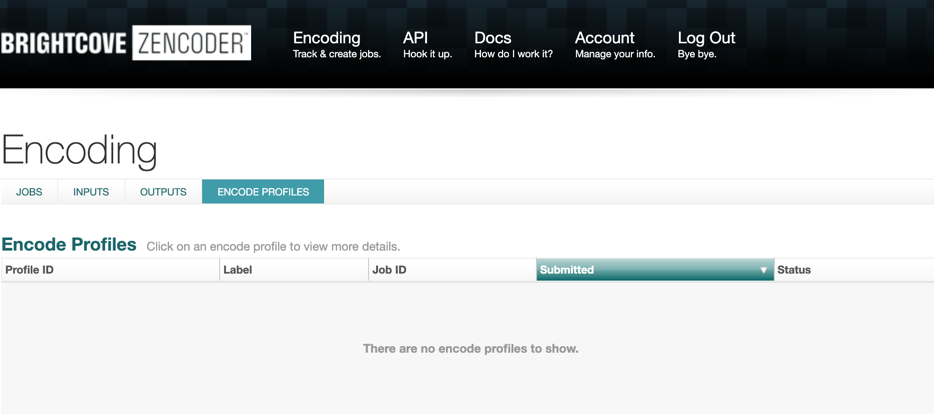 BRIGHTCOVE ZENCODER™
Encoding API Docs Account Log Out
Track & create jobs. Hook it up. How do I work it? Manage your info. Bye bye.
Encoding
JOBS INPUTS OUTPUTS ENCODE PROFILES
Encode Profiles Click on an encode profile to view more details.
Profile ID Label Job ID Submitted ▼ Status
There are no encode profiles to show.